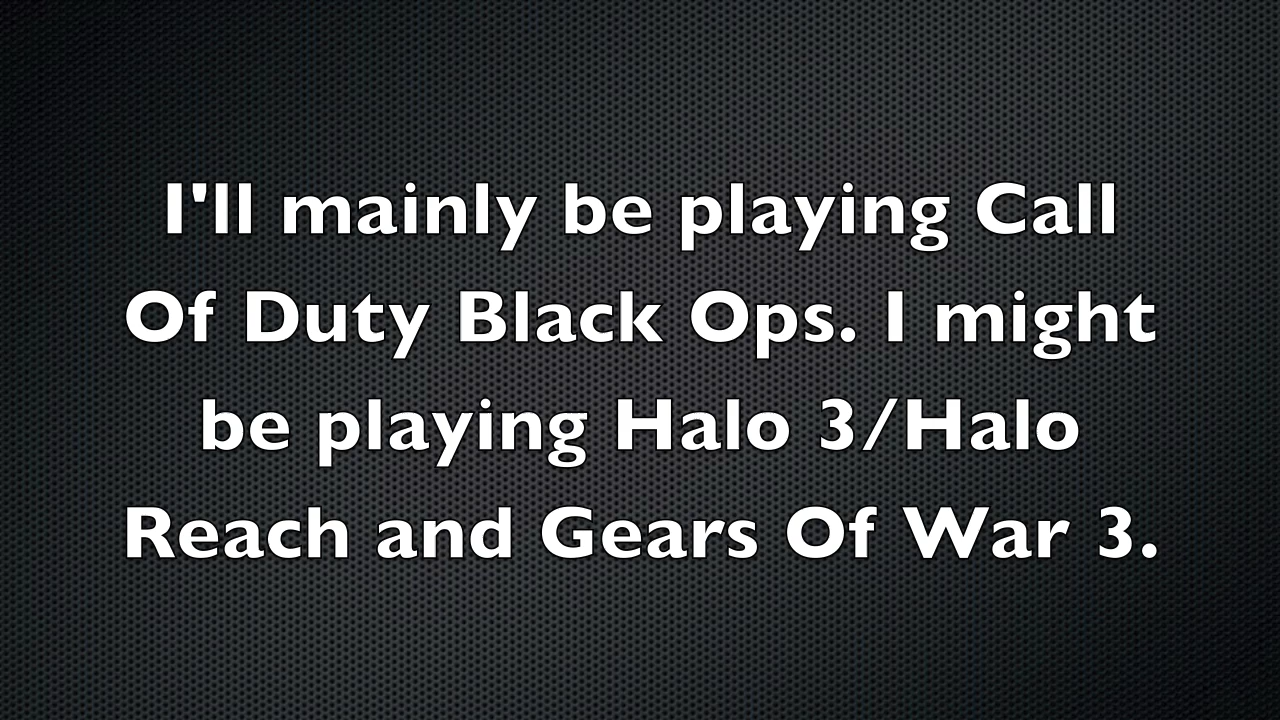 I'll mainly be playing Call
Of Duty Black Ops. I might
be playing Halo 3/Halo
Reach and Gears Of War 3.